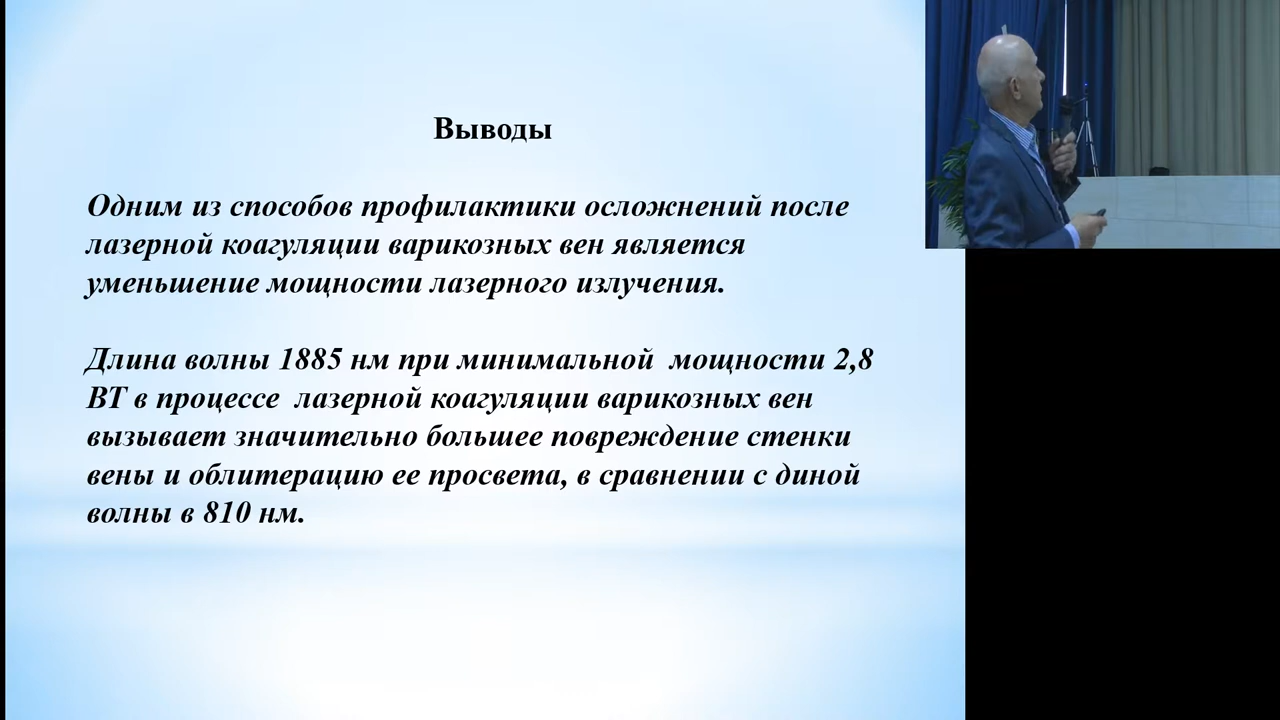 Выводы
Одним из способов профилактики осложнений после
лазерной коагуляции варикозных вен является
уменьшение мощности лазерного излучения.
Длина волны 1885 нм при минимальной мощности 2,8
ВТ в процессе лазерной коагуляции варикозных вен
вызывает значительно большее повреждение стенки
вены и облитерацию ее просвета, в сравнении с диной
волны в 810 нм.